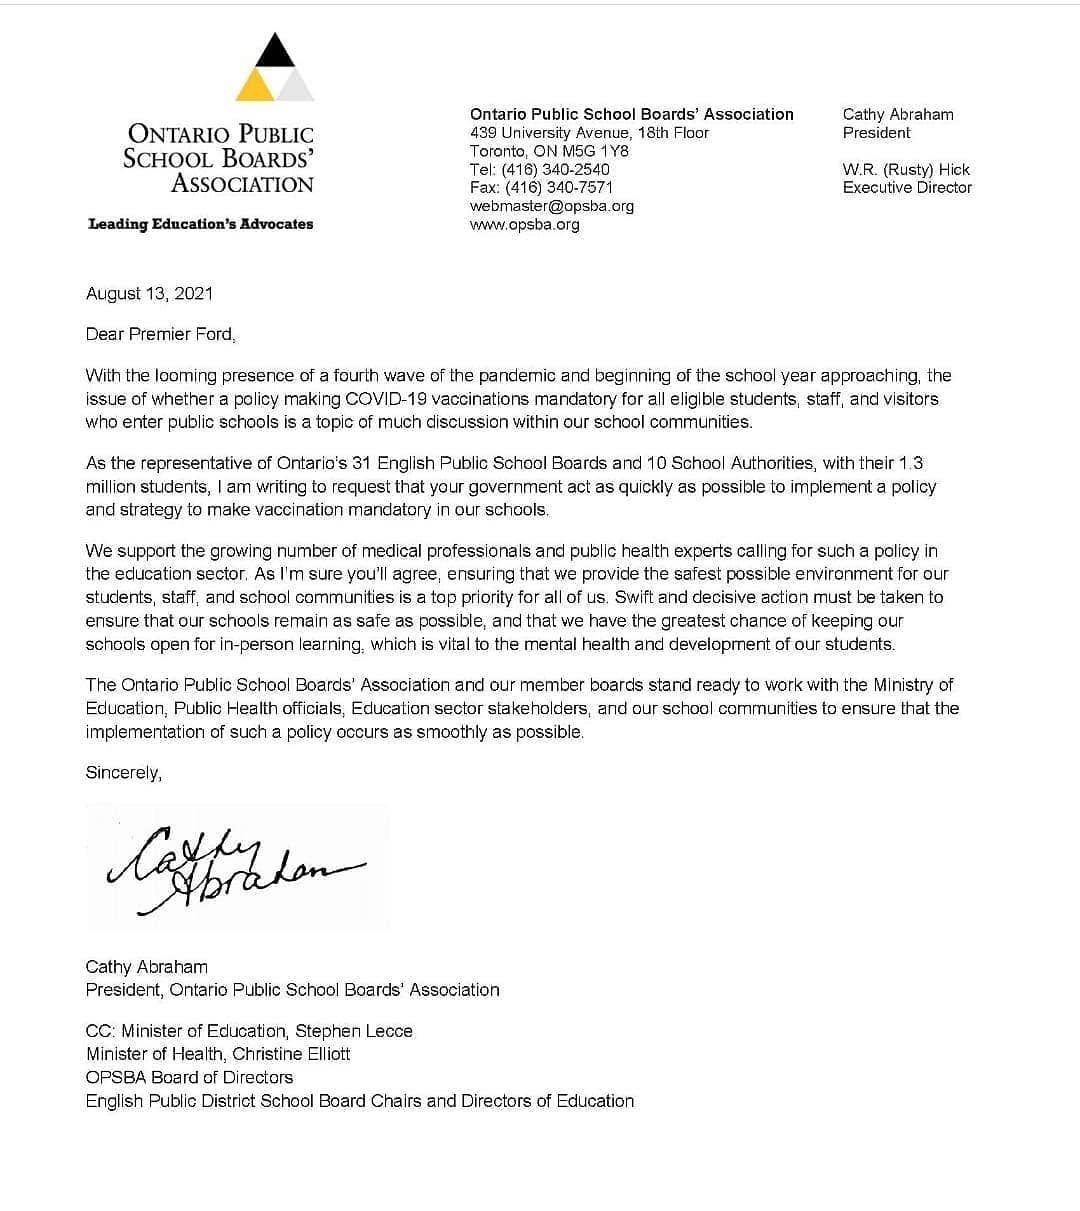 ONTARIO PUBLIC
SCHOOL BOARDS'
ASSOCIATION
Leading Education's Advocates
Ontario Public School Boards' Association
439 University Avenue, 18th Floor
Toronto, ON M5G 1Y8
Tel: (416) 340-2540
Fax: (416) 340-7571
webmaster@opsba.org
www.opsba.org
Cathy Abraham
President
W.R. (Rusty) Hick
Executive Director
August 13, 2021
Dear Premier Ford,
With the looming presence of a fourth wave of the pandemic and beginning of the school year approaching, the
issue of whether a policy making COVID-19 vaccinations mandatory for all eligible students, staff, and visitors
who enter public schools is a topic of much discussion within our school communities.
As the representative of Ontario's 31 English Public School Boards and 10 School Authorities, with their 1.3
million students, I am writing to request that your government act as quickly as possible to implement a policy
and strategy to make vaccination mandatory in our schools.
We support the growing number of medical professionals and public health experts calling for such a policy in
the education sector. As I'm sure you'll agree, ensuring that we provide the safest possible environment for our
students, staff, and school communities is a top priority for all of us. Swift and decisive action must be taken to
ensure that our schools remain as safe as possible, and that we have the greatest chance of keeping our
schools open for in-person learning, which is vital to the mental health and development of our students.
The Ontario Public School Boards' Association and our member boards stand ready to work with the Ministry of
Education, Public Health officials, Education sector stakeholders, and our school communities to ensure that the
implementation of such a policy occurs as smoothly as possible.
Sincerely,
Cathy
Abraham
Cathy Abraham
President, Ontario Public School Boards' Association
CC: Minister of Education, Stephen Lecce
Minister of Health, Christine Elliott
OPSBA Board of Directors
English Public District School Board Chairs and Directors of Education